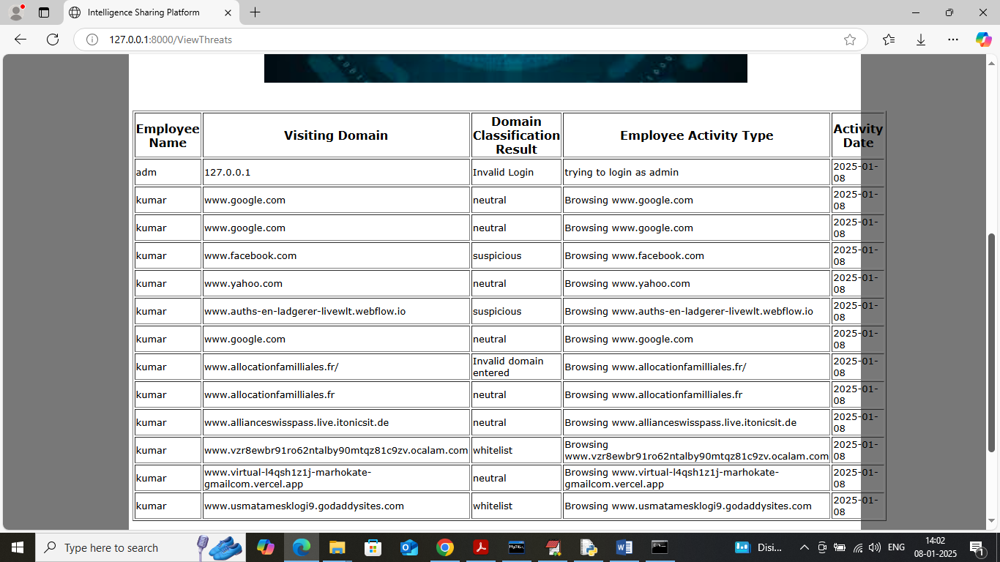 Intelligence Sharing Platform
127.0.0.1:8000/ViewThreats
Employee Name
Visiting Domain
Domain Classification Result
Employee Activity Type
Activity Date
adm 127.0.0.1 Invalid Login trying to login as admin 2025-01-08
kumar www.google.com neutral Browsing www.google.com 2025-01-08
kumar www.google.com neutral Browsing www.google.com 2025-01-08
kumar www.facebook.com suspicious Browsing www.facebook.com 2025-01-08
kumar www.yahoo.com neutral Browsing www.yahoo.com 2025-01-08
kumar www.auths-en-ladgerer-livewlt.webflow.io suspicious Browsing www.auths-en-ladgerer-livewlt.webflow.io 2025-01-08
kumar www.google.com neutral Browsing www.google.com 2025-01-08
kumar www.allocationfamilliales.fr/ Invalid domain entered Browsing www.allocationfamilliales.fr/ 2025-01-08
kumar www.allocationfamilliales.fr neutral Browsing www.allocationfamilliales.fr 2025-01-08
kumar www.allianceswisspass.live.itonicsit.de neutral Browsing www.allianceswisspass.live.itonicsit.de 2025-01-08
kumar www.vzr8ewbr91ro62ntalby90mtqz81c9zv.ocalam.com whitelist Browsing www.vzr8ewbr91ro62ntalby90mtqz81c9zv.ocalam.com 2025-01-08
kumar www.virtual-l4qsh1z1j-marhokate-gmailcom.vercel.app neutral Browsing www.virtual-l4qsh1z1j-marhokate-gmailcom.vercel.app 2025-01-08
kumar www.usmatamesklogi9.godaddysites.com whitelist Browsing www.usmatamesklogi9.godaddysites.com 2025-01-08
Type here to search
Disi...
ENG
14:02
08-01-2025
1